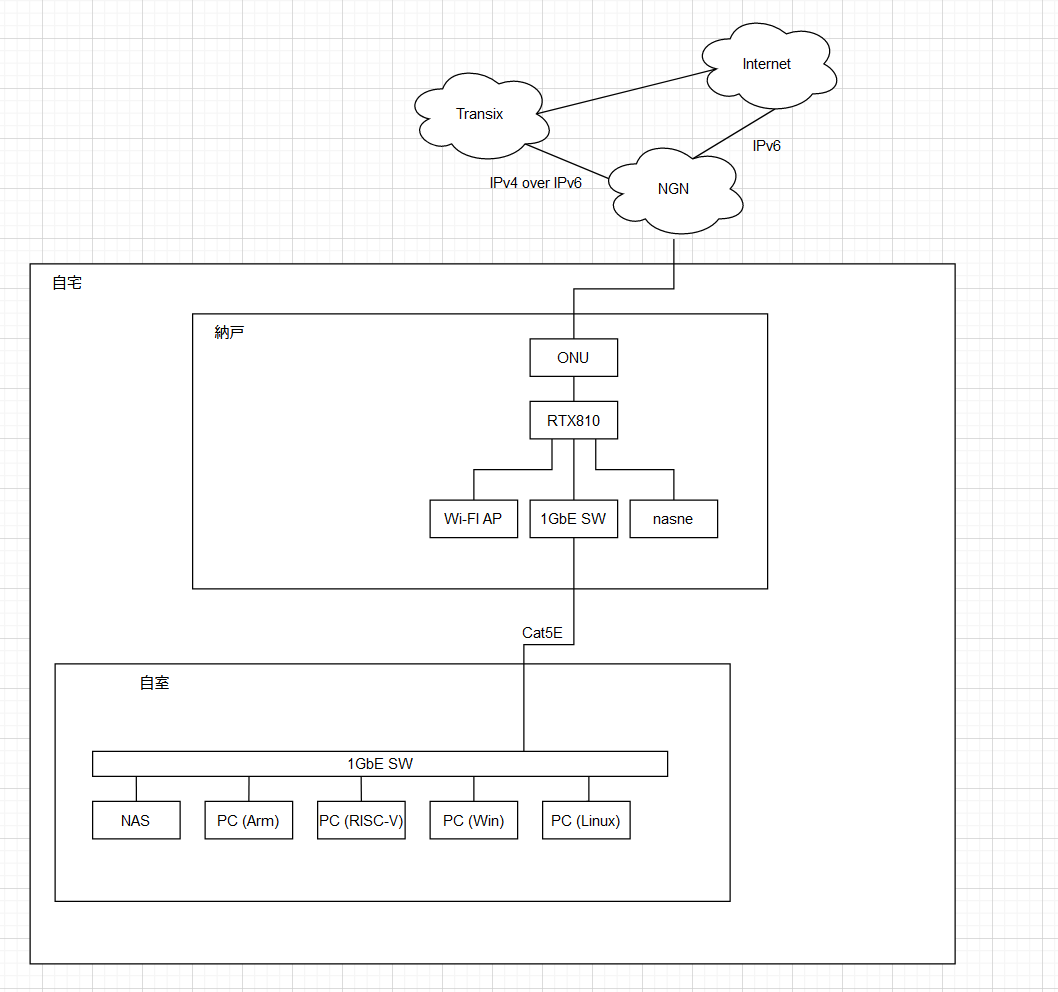 Internet
Transix
IPv6
IPv4 over IPv6
NGN
自宅
納戸
ONU
RTX810
Wi-FI AP
1GbE SW
nasne
Cat5E
自室
1GbE SW
NAS
PC (Arm)
PC (RISC-V)
PC (Win)
PC (Linux)